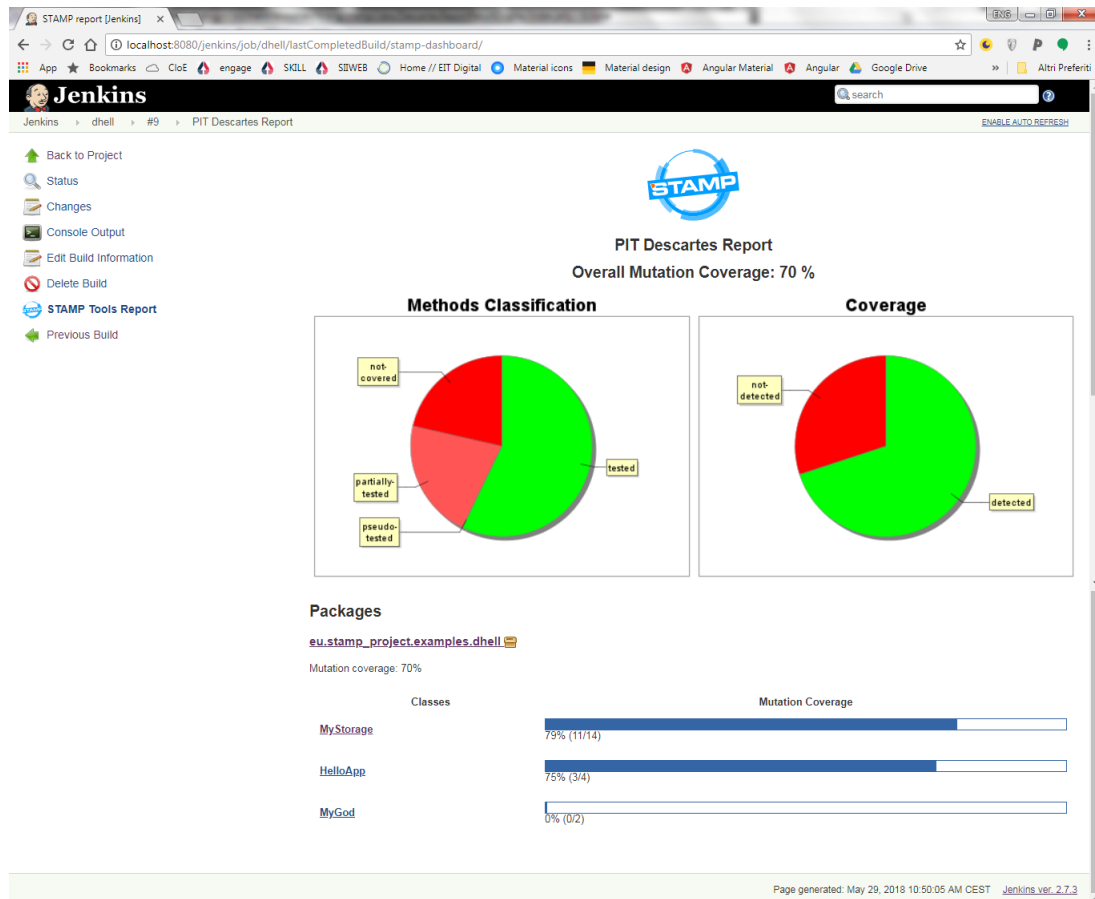 STAMP report [Jenkins]
ENG
localhost:8080/jenkins/job/dhell/lastCompletedBuild/stamp-dashboard/
App Bookmarks CloE engage SKILL SIIWEB Home // EIT Digital Material icons Material design Angular Material Angular Google Drive » Altri Preferiti
Jenkins
search
Jenkins dhell #9 PIT Descartes Report
ENABLE AUTO REFRESH
Back to Project
Status
Changes
Console Output
Edit Build Information
Delete Build
STAMP Tools Report
Previous Build
STAMP
PIT Descartes Report
Overall Mutation Coverage: 70 %
Methods Classification
not-
covered
partially-
tested
pseudo-
tested
tested
Coverage
not-
detected
detected
Packages
eu.stamp_project.examples.dhell
Mutation coverage: 70%
Classes Mutation Coverage
MyStorage
79% (11/14)
HelloApp
75% (3/4)
MyGod
0% (0/2)
Page generated: May 29, 2018 10:50:05 AM CEST Jenkins ver. 2.7.3